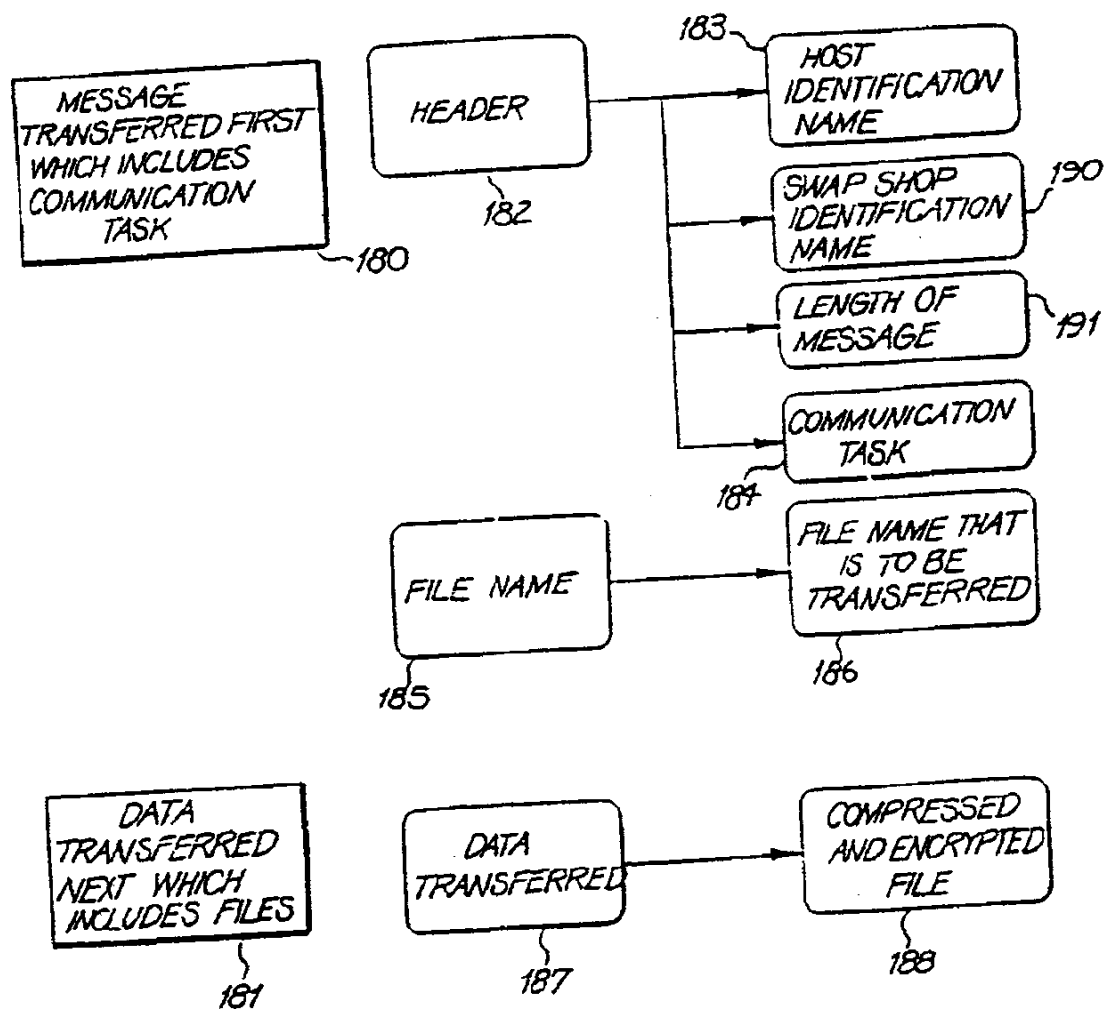 MESSAGE
TRANSFERRED FIRST
WHICH INCLUDES
COMMUNICATION
TASK
180
HEADER
182
183
HOST
IDENTIFICATION
NAME
SWAP SHOP
IDENTIFICATION
NAME
190
LENGTH OF
MESSAGE
191
COMMUNICATION
TASK
184
FILE NAME
185
FILE NAME THAT
IS TO BE
TRANSFERRED
186
DATA
TRANSFERRED
NEXT WHICH
INCLUDES FILES
181
DATA
TRANSFERRED
187
COMPRESSED
AND ENCRYPTED
FILE
188